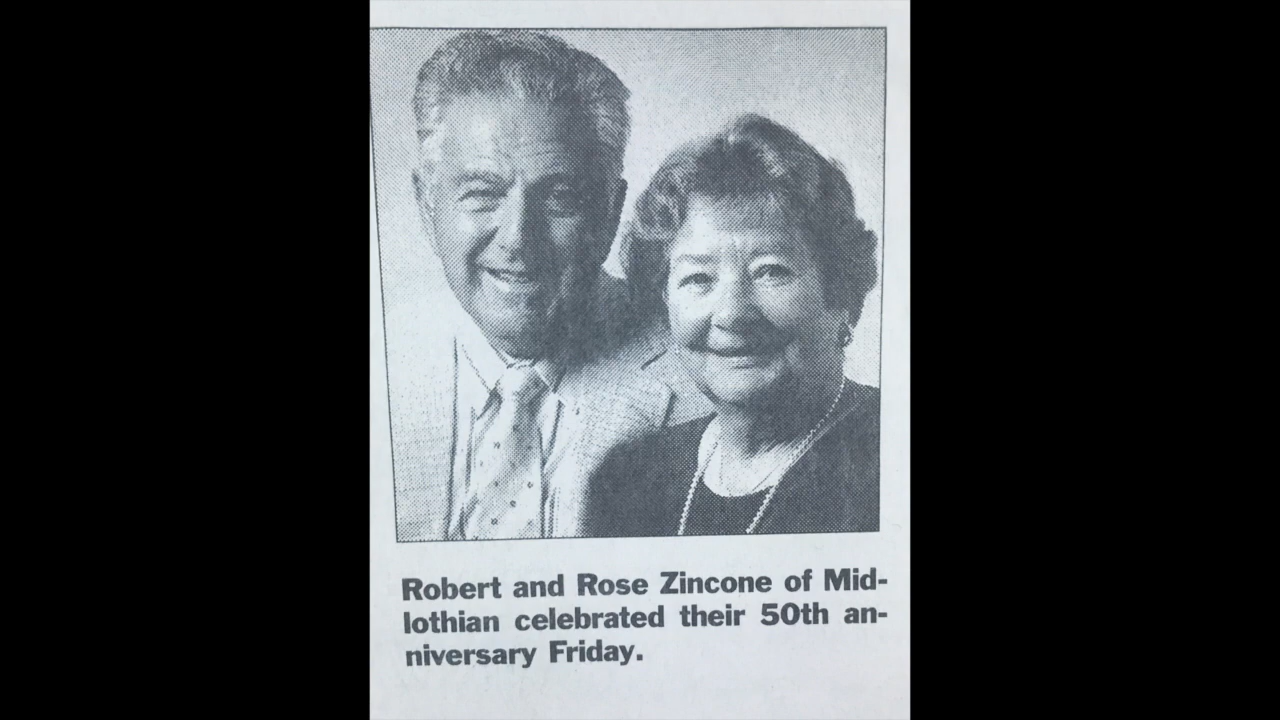 Robert and Rose Zincone of Mid-
lothian celebrated their 50th an-
niversary Friday.